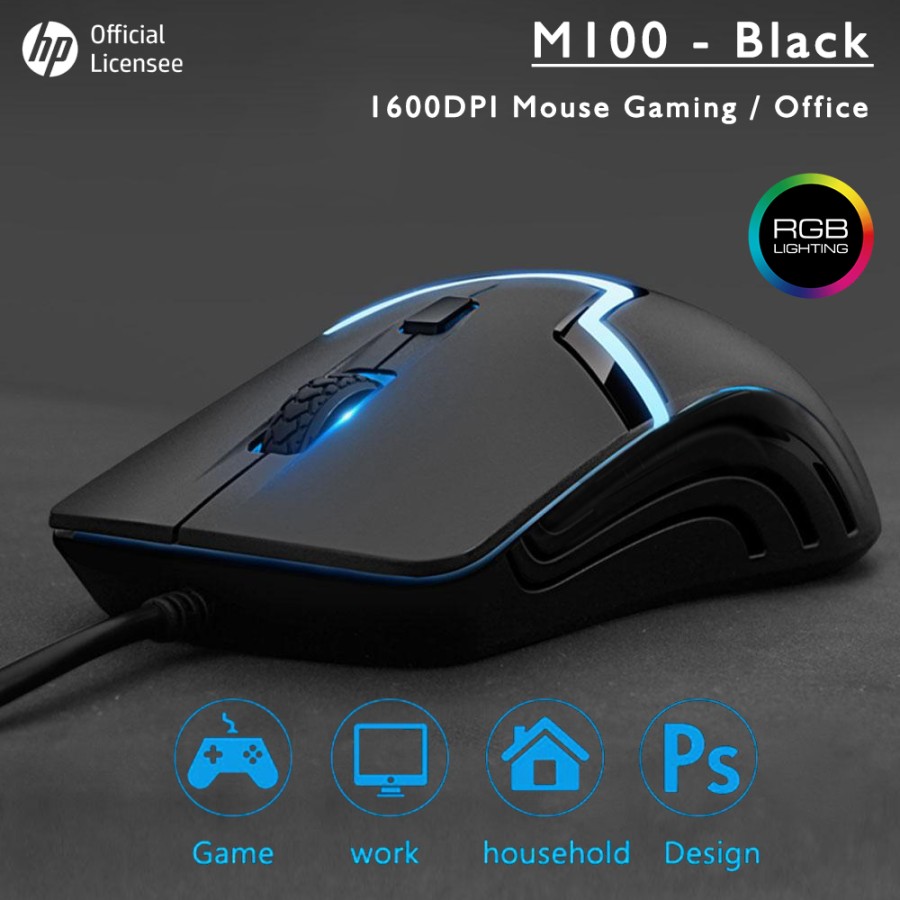 hp
Official
Licensee
M100 - Black
1600DPI Mouse Gaming / Office
RGB
LIGHTING
Ps
Game
work
household
Design